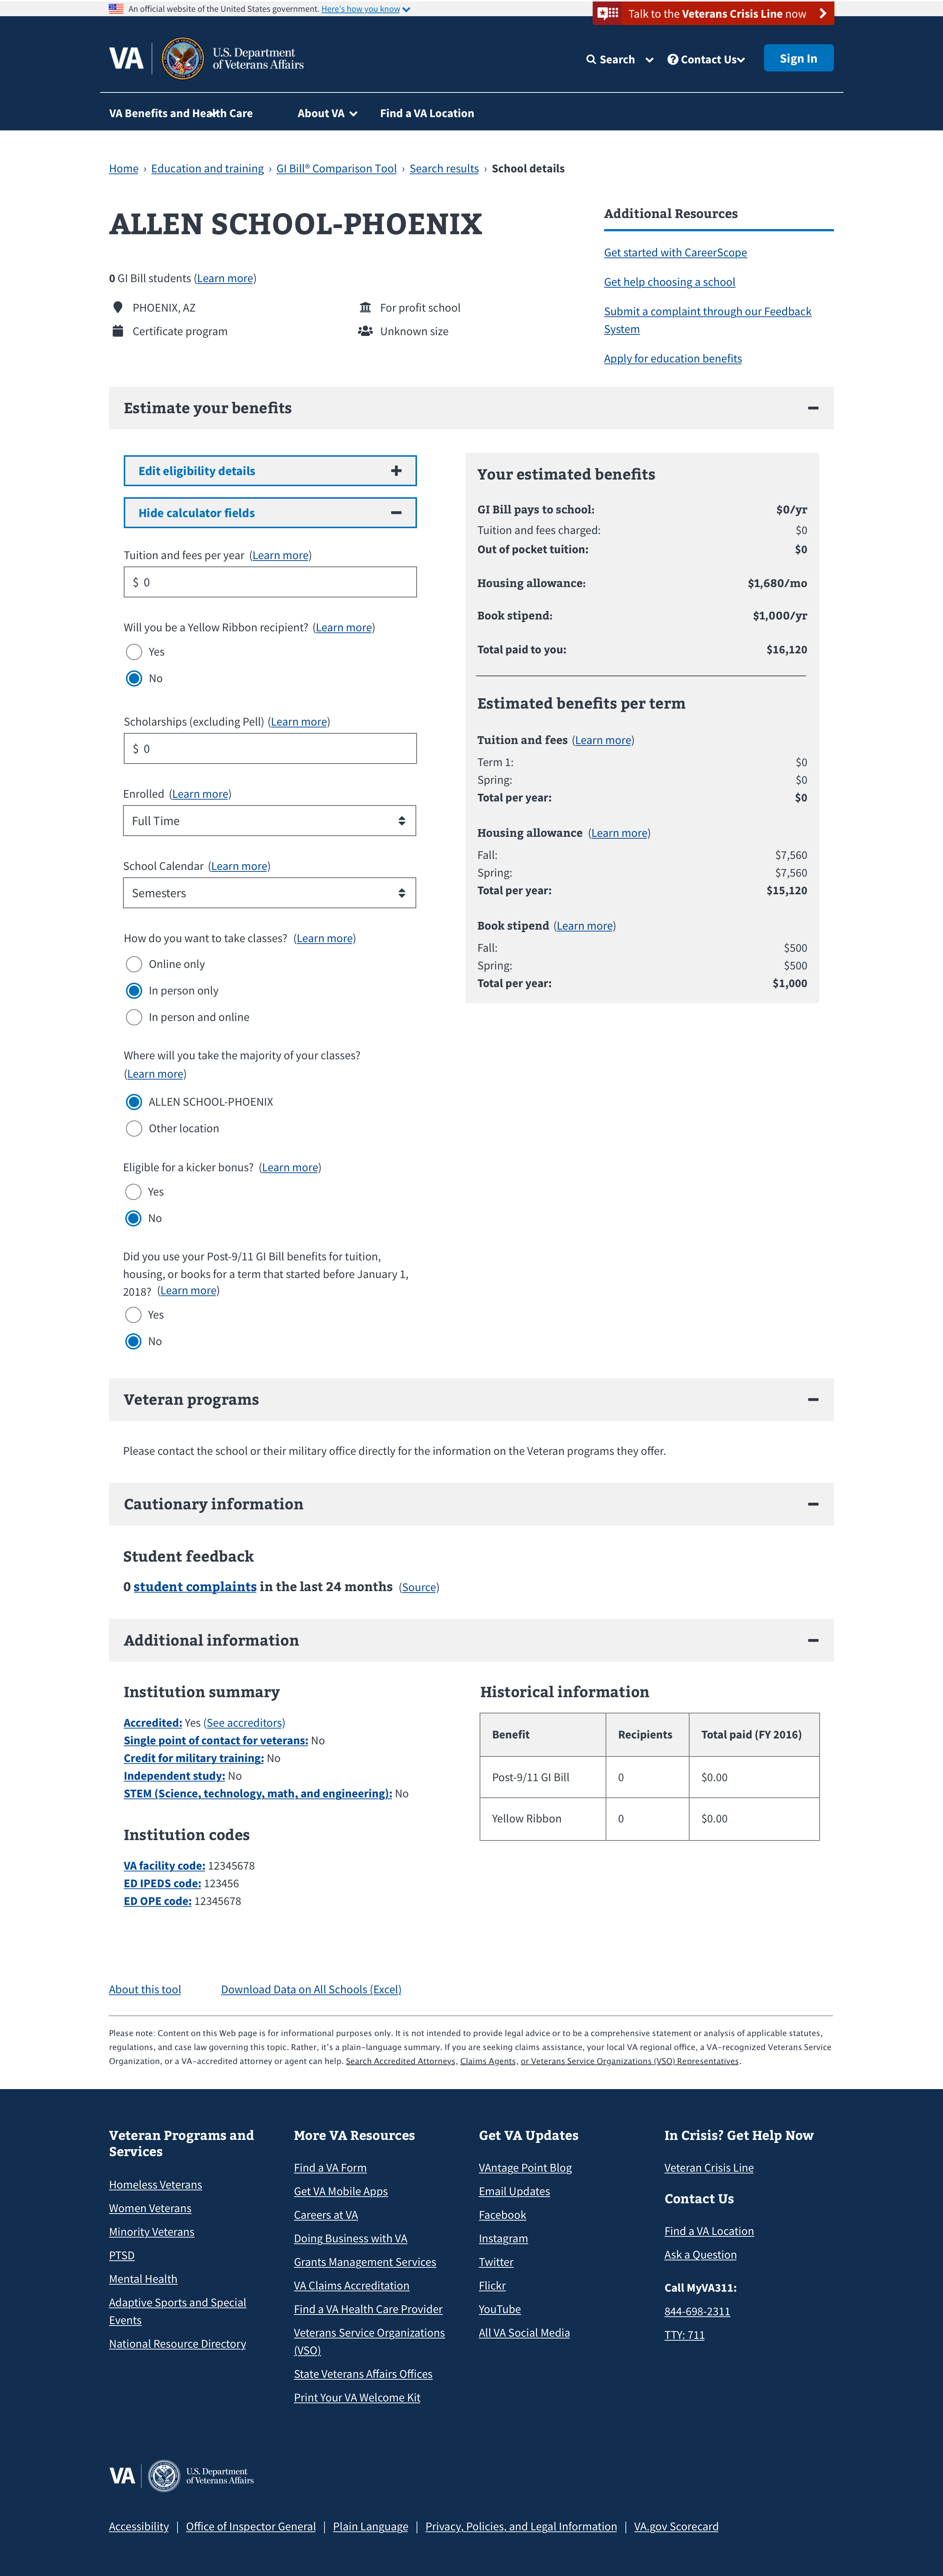 An official website of the United States government. Here's how you know
Talk to the Veterans Crisis Line now
VA
U.S. Department
of Veterans Affairs
Search
Contact Us
Sign In
VA Benefits and Health Care
About VA
Find a VA Location
Home › Education and training › GI Bill® Comparison Tool › Search results › School details
ALLEN SCHOOL-PHOENIX
0 GI Bill students (Learn more)
PHOENIX, AZ
For profit school
Certificate program
Unknown size
Additional Resources
Get started with CareerScope
Get help choosing a school
Submit a complaint through our Feedback
System
Apply for education benefits
Estimate your benefits
Edit eligibility details
Hide calculator fields
Tuition and fees per year (Learn more)
$ 0
Will you be a Yellow Ribbon recipient? (Learn more)
Yes
No
Scholarships (excluding Pell) (Learn more)
$ 0
Enrolled (Learn more)
Full Time
School Calendar (Learn more)
Semesters
How do you want to take classes? (Learn more)
Online only
In person only
In person and online
Where will you take the majority of your classes?
(Learn more)
ALLEN SCHOOL-PHOENIX
Other location
Eligible for a kicker bonus? (Learn more)
Yes
No
Did you use your Post-9/11 GI Bill benefits for tuition,
housing, or books for a term that started before January 1,
2018? (Learn more)
Yes
No
Your estimated benefits
GI Bill pays to school: $0/yr
Tuition and fees charged: $0
Out of pocket tuition: $0
Housing allowance: $1,680/mo
Book stipend: $1,000/yr
Total paid to you: $16,120
Estimated benefits per term
Tuition and fees (Learn more)
Term 1: $0
Spring: $0
Total per year: $0
Housing allowance (Learn more)
Fall: $7,560
Spring: $7,560
Total per year: $15,120
Book stipend (Learn more)
Fall: $500
Spring: $500
Total per year: $1,000
Veteran programs
Please contact the school or their military office directly for the information on the Veteran programs they offer.
Cautionary information
Student feedback
0 student complaints in the last 24 months (Source)
Additional information
Institution summary
Accredited: Yes (See accreditors)
Single point of contact for veterans: No
Credit for military training: No
Independent study: No
STEM (Science, technology, math, and engineering): No
Institution codes
VA facility code: 12345678
ED IPEDS code: 123456
ED OPE code: 12345678
Historical information
Benefit Recipients Total paid (FY 2016)
Post-9/11 GI Bill 0 $0.00
Yellow Ribbon 0 $0.00
About this tool
Download Data on All Schools (Excel)
Please note: Content on this Web page is for informational purposes only. It is not intended to provide legal advice or to be a comprehensive statement or analysis of applicable statutes,
regulations, and case law governing this topic. Rather, it's a plain-language summary. If you are seeking claims assistance, your local VA regional office, a VA-recognized Veterans Service
Organization, or a VA-accredited attorney or agent can help. Search Accredited Attorneys, Claims Agents, or Veterans Service Organizations (VSO) Representatives.
Veteran Programs and
Services
Homeless Veterans
Women Veterans
Minority Veterans
PTSD
Mental Health
Adaptive Sports and Special
Events
National Resource Directory
More VA Resources
Find a VA Form
Get VA Mobile Apps
Careers at VA
Doing Business with VA
Grants Management Services
VA Claims Accreditation
Find a VA Health Care Provider
Veterans Service Organizations
(VSO)
State Veterans Affairs Offices
Print Your VA Welcome Kit
Get VA Updates
VAntage Point Blog
Email Updates
Facebook
Instagram
Twitter
Flickr
YouTube
All VA Social Media
In Crisis? Get Help Now
Veteran Crisis Line
Contact Us
Find a VA Location
Ask a Question
Call MyVA311:
844-698-2311
TTY: 711
VA
U.S. Department
of Veterans Affairs
Accessibility | Office of Inspector General | Plain Language | Privacy, Policies, and Legal Information | VA.gov Scorecard